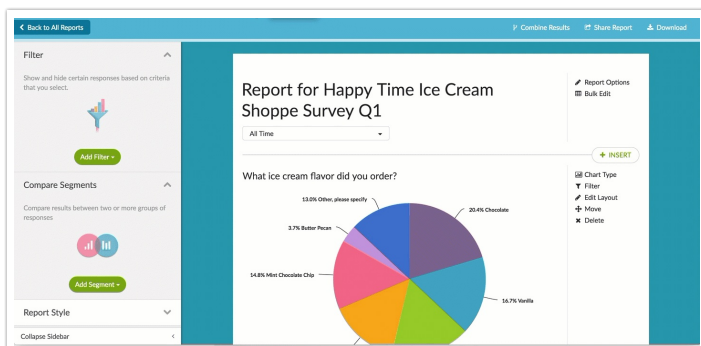 Back to All Reports
Combine Results
Share Report
Download
Filter
Show and hide certain responses based on criteria
that you select.
Add Filter
Compare Segments
Compare results between two or more groups of
responses
Add Segment
Report Style
Collapse Sidebar
Report for Happy Time Ice Cream
Shoppe Survey Q1
All Time
Report Options
Bulk Edit
+ INSERT
What ice cream flavor did you order?
13.0% Other, please specify
20.4% Chocolate
3.7% Butter Pecan
14.8% Mint Chocolate Chip
16.7% Vanilla
Chart Type
Filter
Edit Layout
Move
Delete